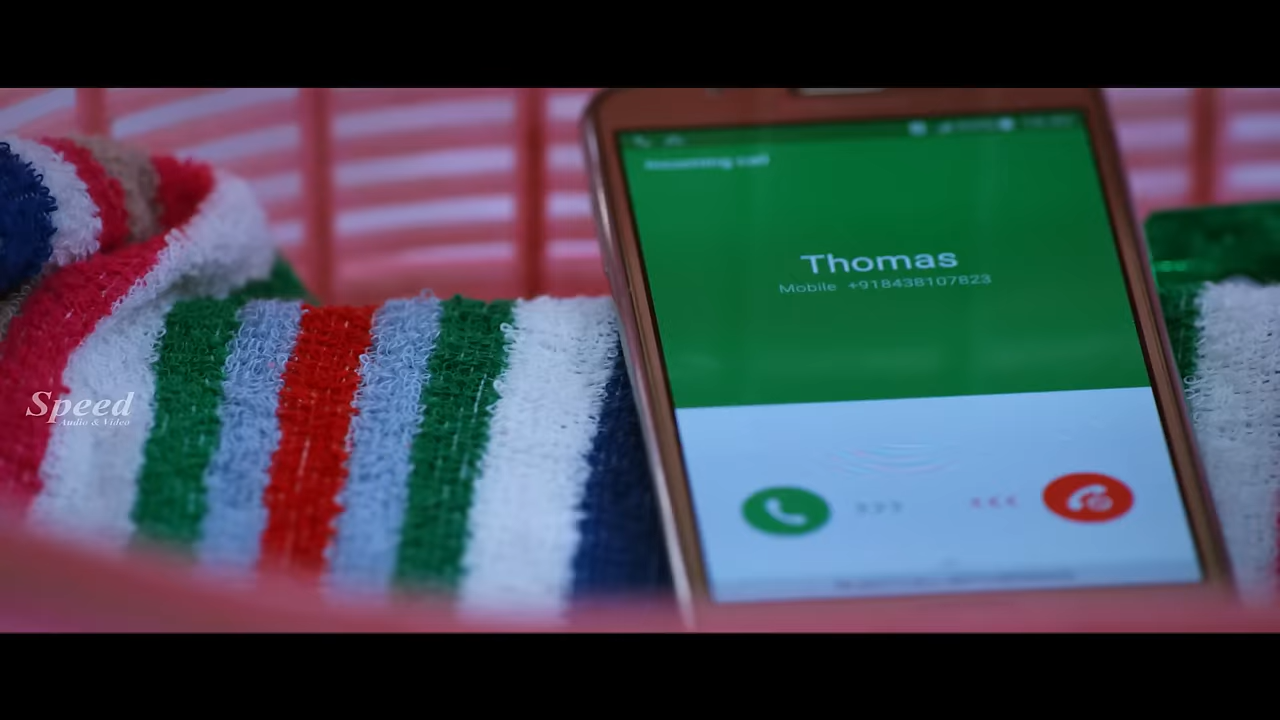 Incoming call
Thomas
Mobile +918438107823
Speed
Audio & Video